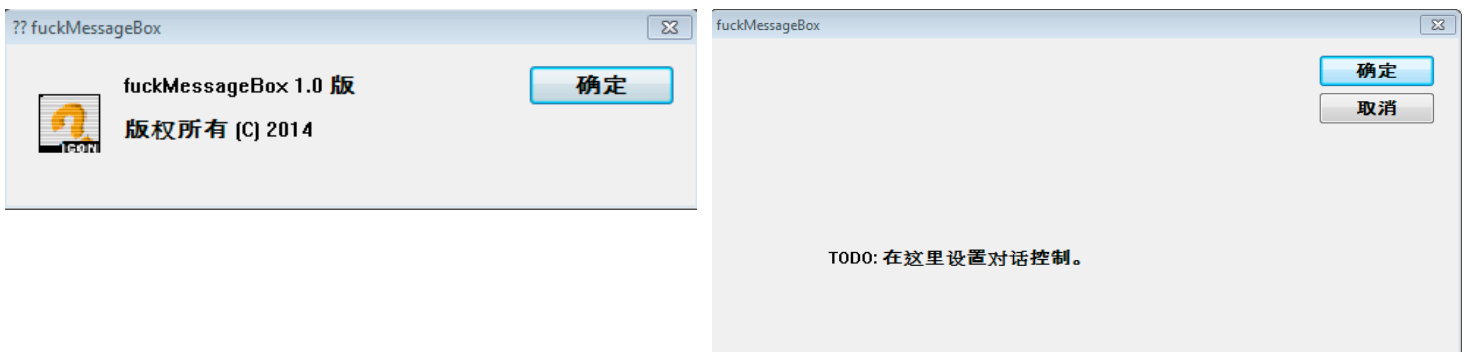 ?? fuckMessageBox
fuckMessageBox 1.0 版
确定
版权所有 (C) 2014
ICON
fuckMessageBox
确定
取消
TODO: 在这里设置对话控制。